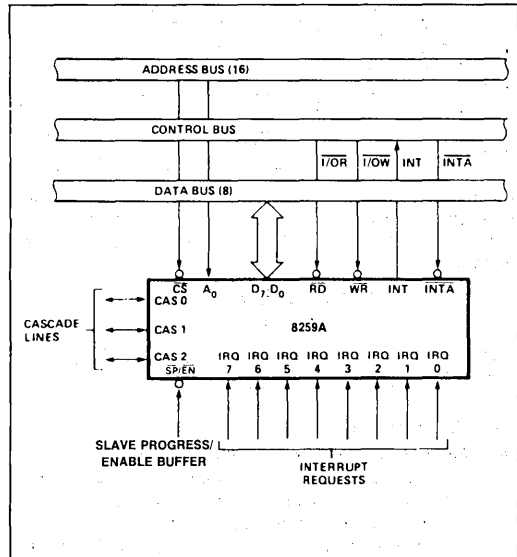 ADDRESS BUS (16)
CONTROL BUS
I/OR I/OW INT INTA
DATA BUS (8)
CS A0 D7-D0 RD WR INT INTA
CAS 0
CASCADE LINES
CAS 1
8259A
CAS 2
SP/EN
IRQ 7 IRQ 6 IRQ 5 IRQ 4 IRQ 3 IRQ 2 IRQ 1 IRQ 0
SLAVE PROGRESS/
ENABLE BUFFER
INTERRUPT
REQUESTS